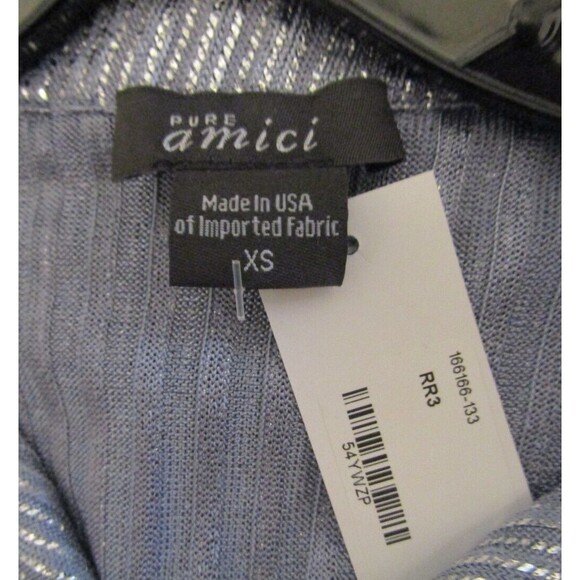 PURE
amici
Made In USA
of Imported Fabric
XS
166166-133
RR3
54YWZP